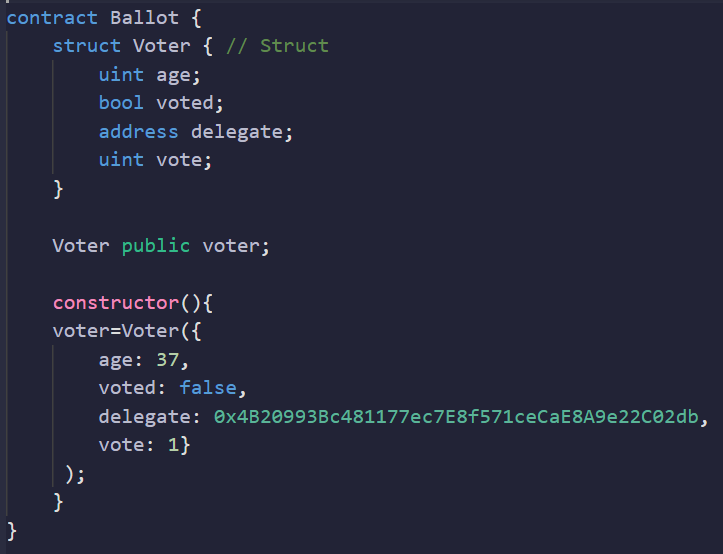 contract Ballot {
    struct Voter { // Struct
        uint age;
        bool voted;
        address delegate;
        uint vote;
    }

    Voter public voter;

    constructor(){
    voter=Voter({
        age: 37,
        voted: false,
        delegate: 0x4B20993Bc481177ec7E8f571ceCaE8A9e22C02db,
        vote: 1}
     );
    }
}